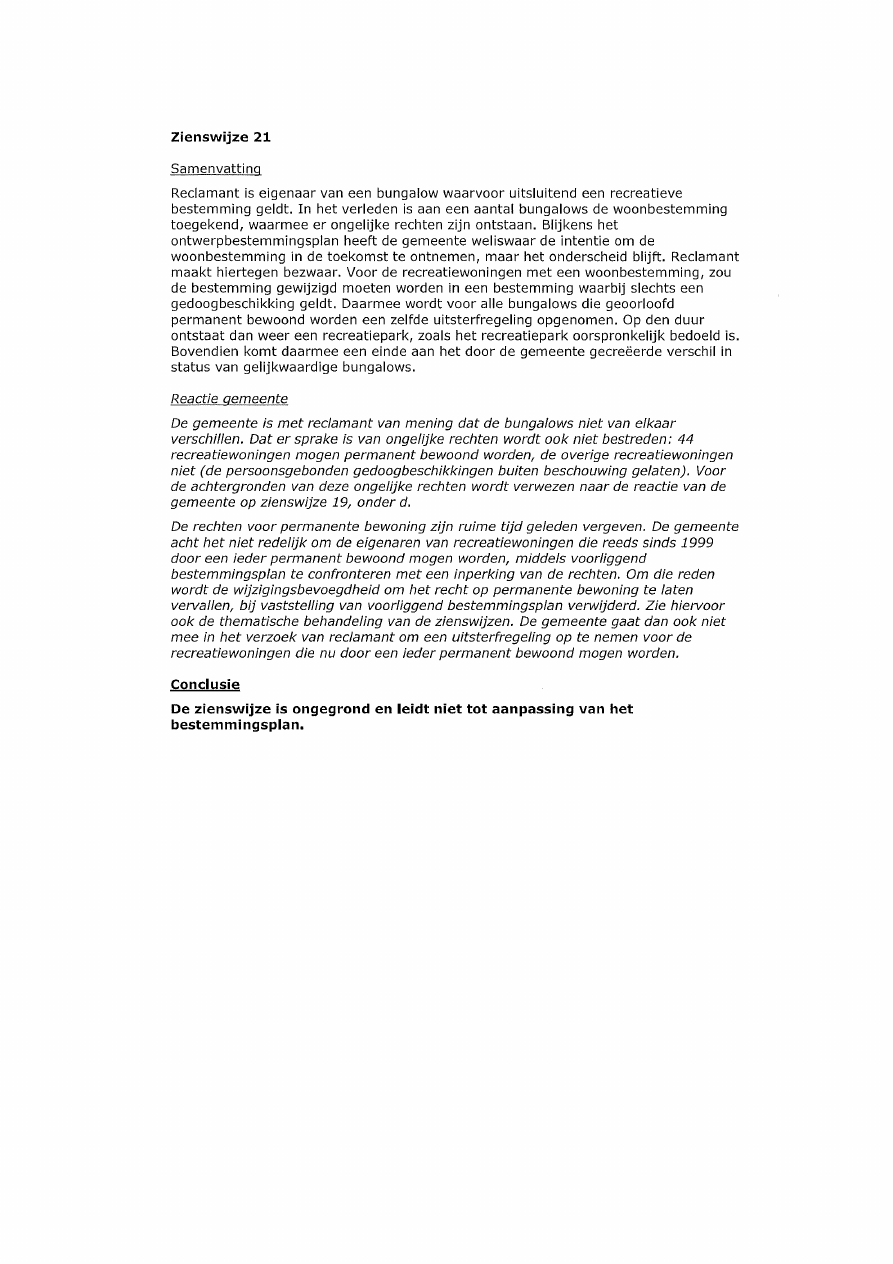 Zienswijze 21
Samenvatting
Reclamant is eigenaar van een bungalow waarvoor uitsluitend een recreatieve
bestemming geldt. In het verleden is aan een aantal bungalows de woonbestemming
toegekend, waarmee er ongelijke rechten zijn ontstaan. Blijkens het
ontwerpbestemmingsplan heeft de gemeente weliswaar de intentie om de
woonbestemming in de toekomst te ontnemen, maar het onderscheid blijft. Reclamant
maakt hiertegen bezwaar. Voor de recreatiewoningen met een woonbestemming, zou
de bestemming gewijzigd moeten worden in een bestemming waarbij slechts een
gedoogbeschikking geldt. Daarmee wordt voor alle bungalows die geoorloofd
permanent bewoond worden een zelfde uitsterfregeling opgenomen. Op den duur
ontstaat dan weer een recreatiepark, zoals het recreatiepark oorspronkelijk bedoeld is.
Bovendien komt daarmee een einde aan het door de gemeente gecreëerde verschil in
status van gelijkwaardige bungalows.
Reactie gemeente
De gemeente is met reclamant van mening dat de bungalows niet van elkaar
verschillen. Dat er sprake is van ongelijke rechten wordt ook niet bestreden: 44
recreatiewoningen mogen permanent bewoond worden, de overige recreatiewoningen
niet (de persoonsgebonden gedoogbeschikkingen buiten beschouwing gelaten). Voor
de achtergronden van deze ongelijke rechten wordt verwezen naar de reactie van de
gemeente op zienswijze 19, onder d.
De rechten voor permanente bewoning zijn ruime tijd geleden vergeven. De gemeente
acht het niet redelijk om de eigenaren van recreatiewoningen die reeds sinds 1999
door een ieder permanent bewoond mogen worden, middels voorliggend
bestemmingsplan te confronteren met een inperking van de rechten. Om die reden
wordt de wijzigingsbevoegdheid om het recht op permanente bewoning te laten
vervallen, bij vaststelling van voorliggend bestemmingsplan verwijderd. Zie hiervoor
ook de thematische behandeling van de zienswijzen. De gemeente gaat dan ook niet
mee in het verzoek van reclamant om een uitsterfregeling op te nemen voor de
recreatiewoningen die nu door een ieder permanent bewoond mogen worden.
Conclusie
De zienswijze is ongegrond en leidt niet tot aanpassing van het
bestemmingsplan.